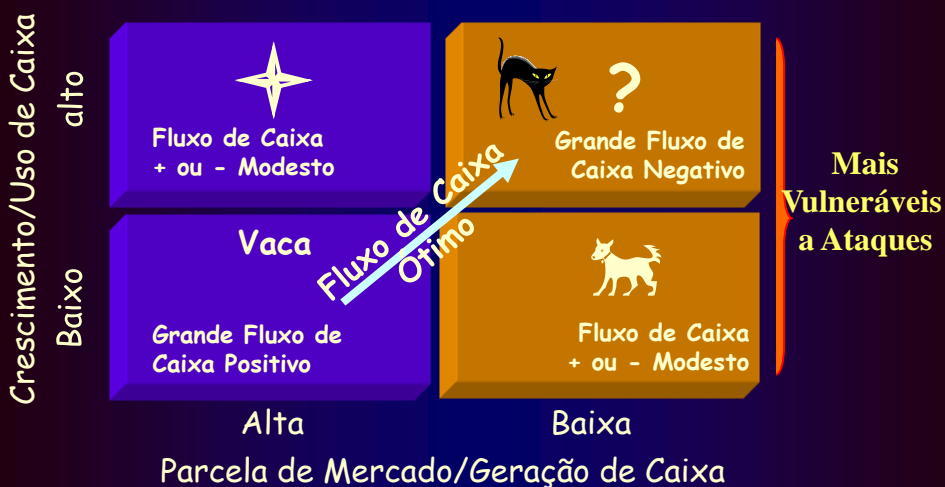 Crescimento/Uso de Caixa
alto
Baixo
Fluxo de Caixa
+ ou - Modesto
?
Grande Fluxo de
Caixa Negativo
Vaca
Grande Fluxo de
Caixa Positivo
Fluxo de Caixa
Otimo
Fluxo de Caixa
+ ou - Modesto
Mais
Vulneráveis
a Ataques
Alta
Baixa
Parcela de Mercado/Geração de Caixa